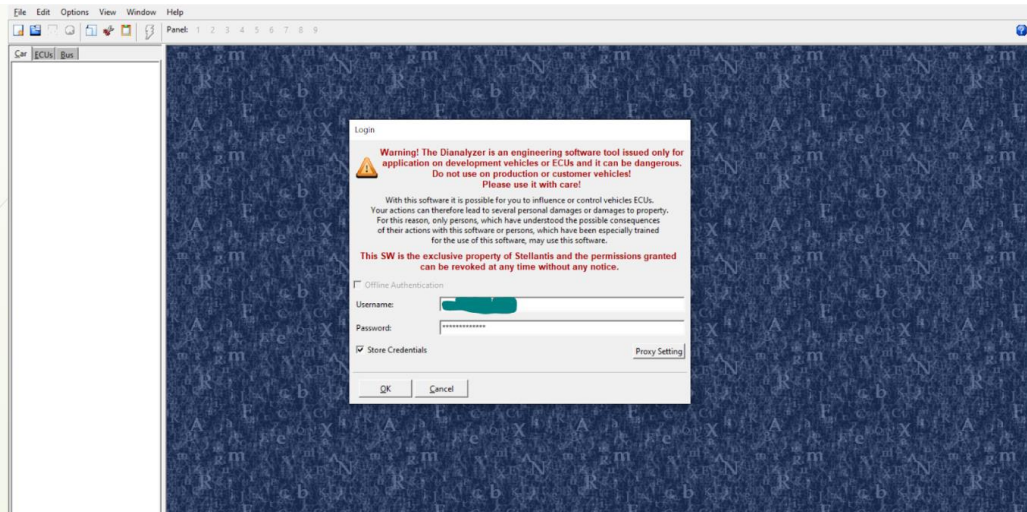 File Edit Options View Window Help
Panel: 1 2 3 4 5 6 7 8 9
Car ECUs Bus
Login
Warning! The Dianalyzer is an engineering software tool issued only for
application on development vehicles or ECUs and it can be dangerous.
Do not use on production or customer vehicles!
Please use it with care!
With this software it is possible for you to influence or control vehicles ECUs.
Your actions can therefore lead to several personal damages or damages to property.
For this reason, only persons, which have understood the possible consequences
of their actions with this software or persons, which have been especially trained
for the use of this software, may use this software.
This SW is the exclusive property of Stellantis and the permissions granted
can be revoked at any time without any notice.
Offline Authentication
Username:
Password: *************
Store Credentials
Proxy Setting
OK Cancel